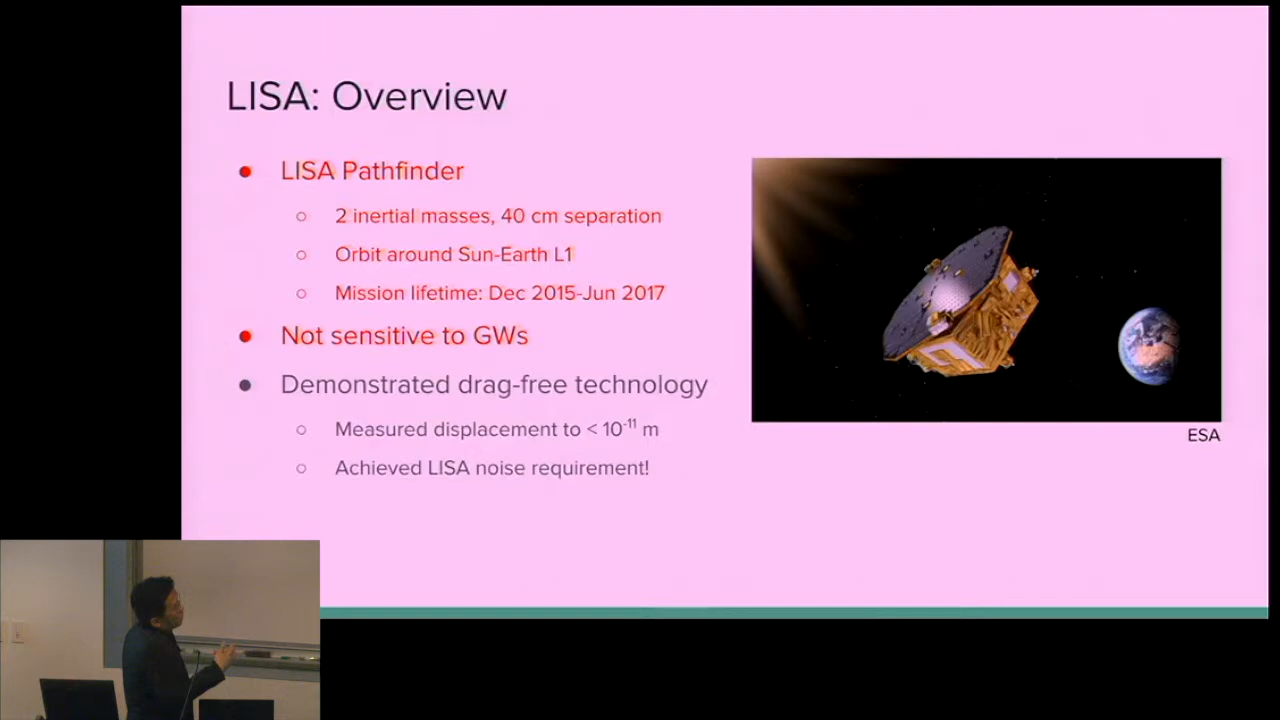 LISA: Overview
● LISA Pathfinder
○ 2 inertial masses, 40 cm separation
○ Orbit around Sun-Earth L1
○ Mission lifetime: Dec 2015-Jun 2017
● Not sensitive to GWs
● Demonstrated drag-free technology
○ Measured displacement to < 10⁻¹¹ m
○ Achieved LISA noise requirement!
ESA